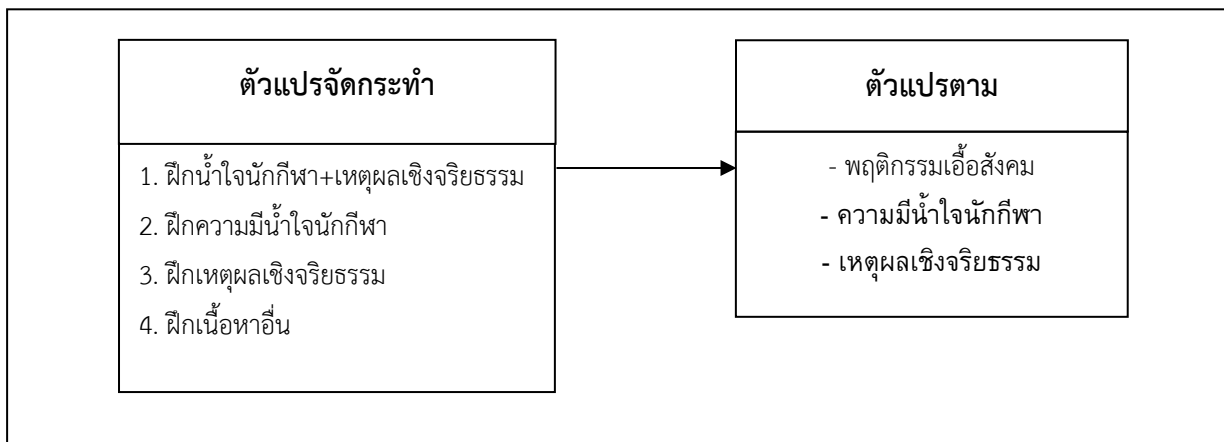 ตัวแปรจัดกระทำ
1. ฝึกน้ำใจนักกีฬา+เหตุผลเชิงจริยธรรม
2. ฝึกความมีน้ำใจนักกีฬา
3. ฝึกเหตุผลเชิงจริยธรรม
4. ฝึกเนื้อหาอื่น
ตัวแปรตาม
- พฤติกรรมเอื้อสังคม
- ความมีน้ำใจนักกีฬา
- เหตุผลเชิงจริยธรรม